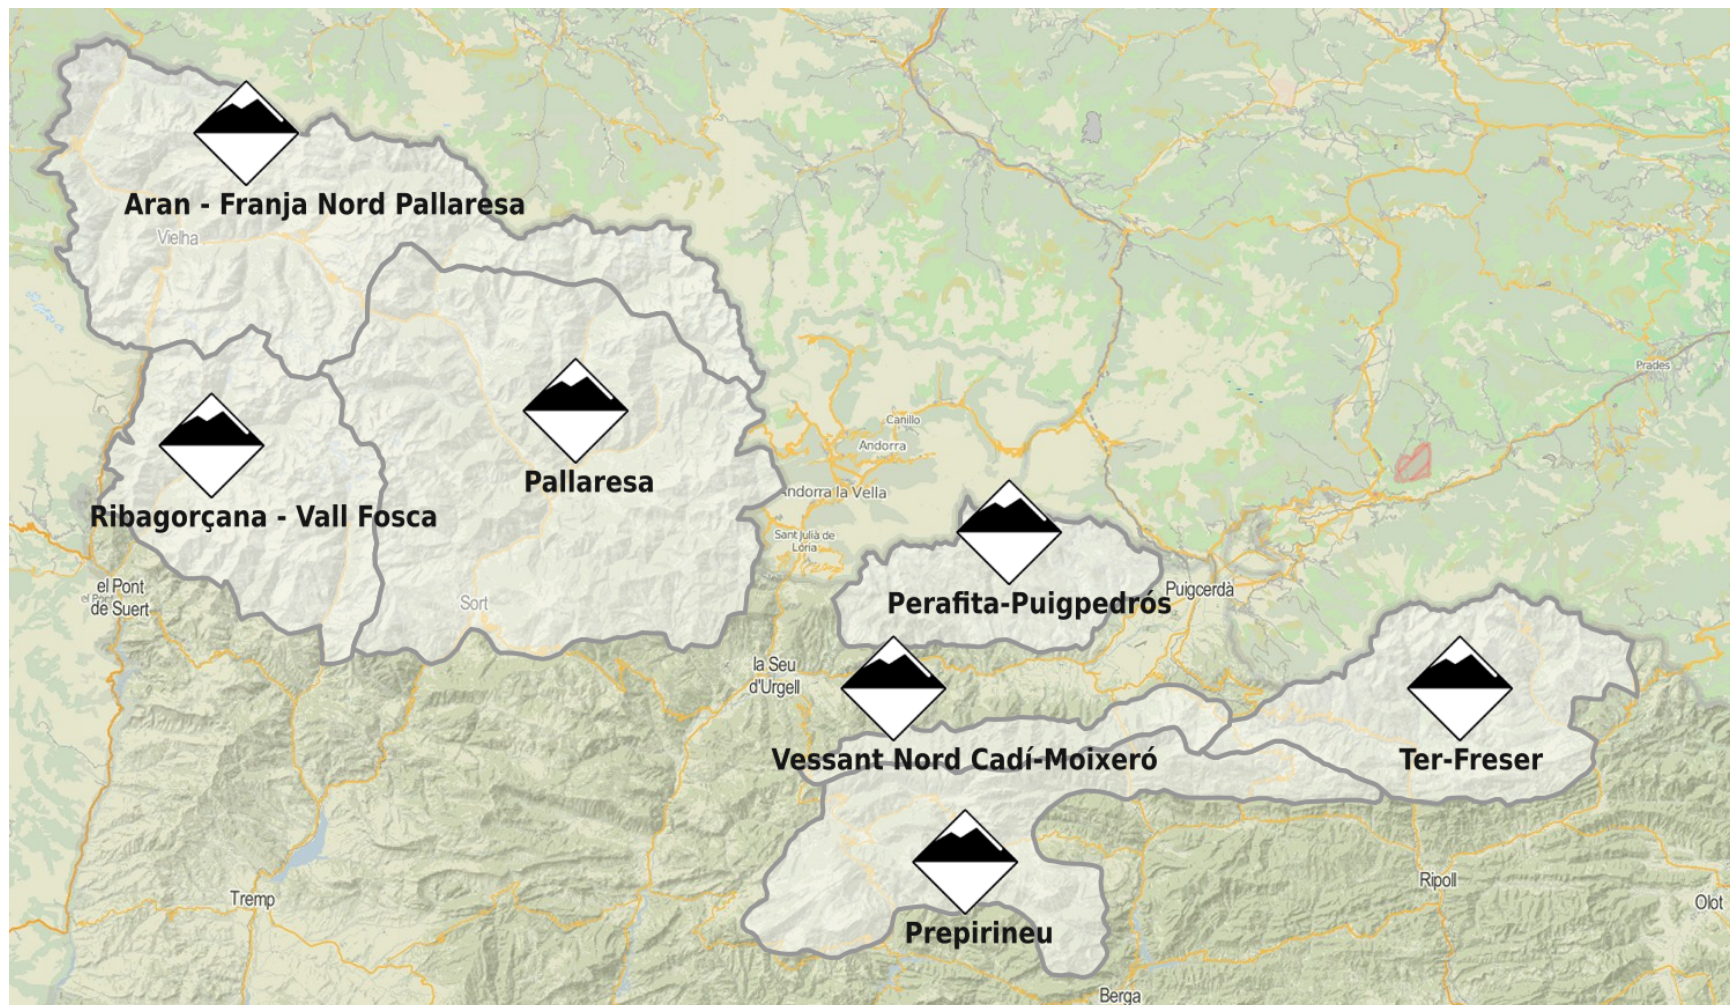 Aran - Franja Nord Pallaresa
Vielha
Prades
Canillo
Andorra
Pallaresa
Andorra la Vella
Ribagorçana - Vall Fosca
Sant Julià de
Lòria
el Pont
de Suert
Puigcerdà
Perafita-Puigpedrós
Sort
la Seu
d'Urgell
Vessant Nord Cadí-Moixeró
Ter-Freser
Ripoll
Tremp
Olot
Prepirineu
Berga